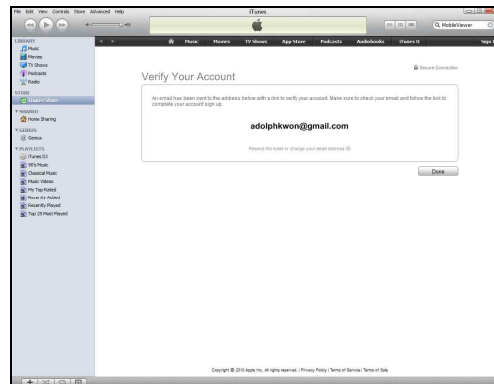 File Edit View Controls Store Advanced Help
iTunes
MobileViewer
LIBRARY
Music
Movies
TV Shows
Podcasts
Radio
STORE
iTunes Store
SHARED
Home Sharing
GENIUS
Genius
PLAYLISTS
iTunes DJ
90's Music
Classical Music
Music Videos
My Top Rated
Recently Added
Recently Played
Top 25 Most Played
Music Movies TV Shows App Store Podcasts Audiobooks iTunes U Sign
Secure Connection
Verify Your Account
An email has been sent to the address below with a link to verify your account. Make sure to check your email and follow the link to
complete your account sign up.
adolphkwon@gmail.com
Resend the email or change your email address
Done
Copyright © 2010 Apple Inc. All rights reserved. | Privacy Policy | Terms of Service | Terms of Sale